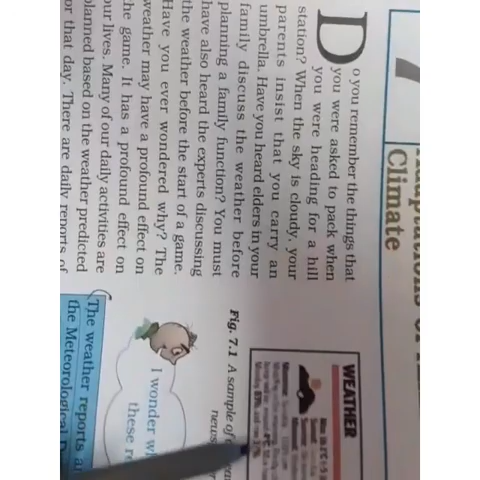 7
Climate
Do you remember the things that
you were asked to pack when
you were heading for a hill
station? When the sky is cloudy, your
parents insist that you carry an
umbrella. Have you heard elders in your
family discuss the weather before
planning a family function? You must
have also heard the experts discussing
the weather before the start of a game.
Have you ever wondered why? The
weather may have a profound effect on
the game. It has a profound effect on
our lives. Many of our daily activities are
planned based on the weather predicted
for that day. There are daily reports of
WEATHER
Fig. 7.1 A sample of
I wonder
these
The weather reports
the Meteorological